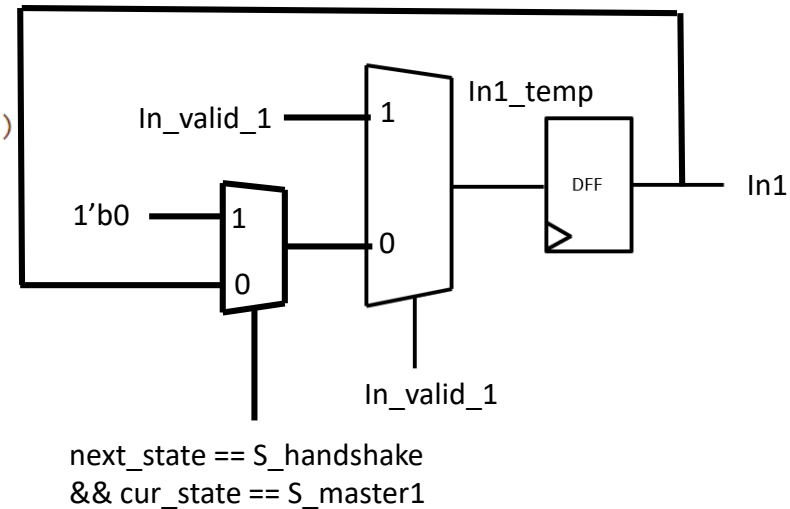 )
In_valid_1
1
In1_temp
DFF
In1
1'b0
1
0
0
In_valid_1
next_state == S_handshake
&& cur_state == S_master1